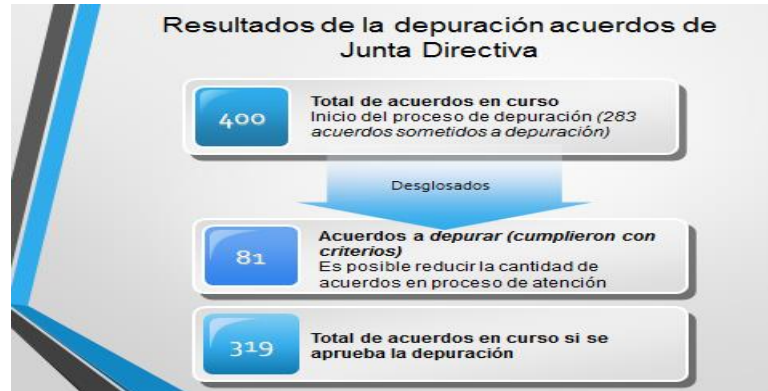 Resultados de la depuración acuerdos de
Junta Directiva
400
Total de acuerdos en curso
Inicio del proceso de depuración (283
acuerdos sometidos a depuración)
Desglosados
81
Acuerdos a depurar (cumplieron con
criterios)
Es posible reducir la cantidad de
acuerdos en proceso de atención
319
Total de acuerdos en curso si se
aprueba la depuración